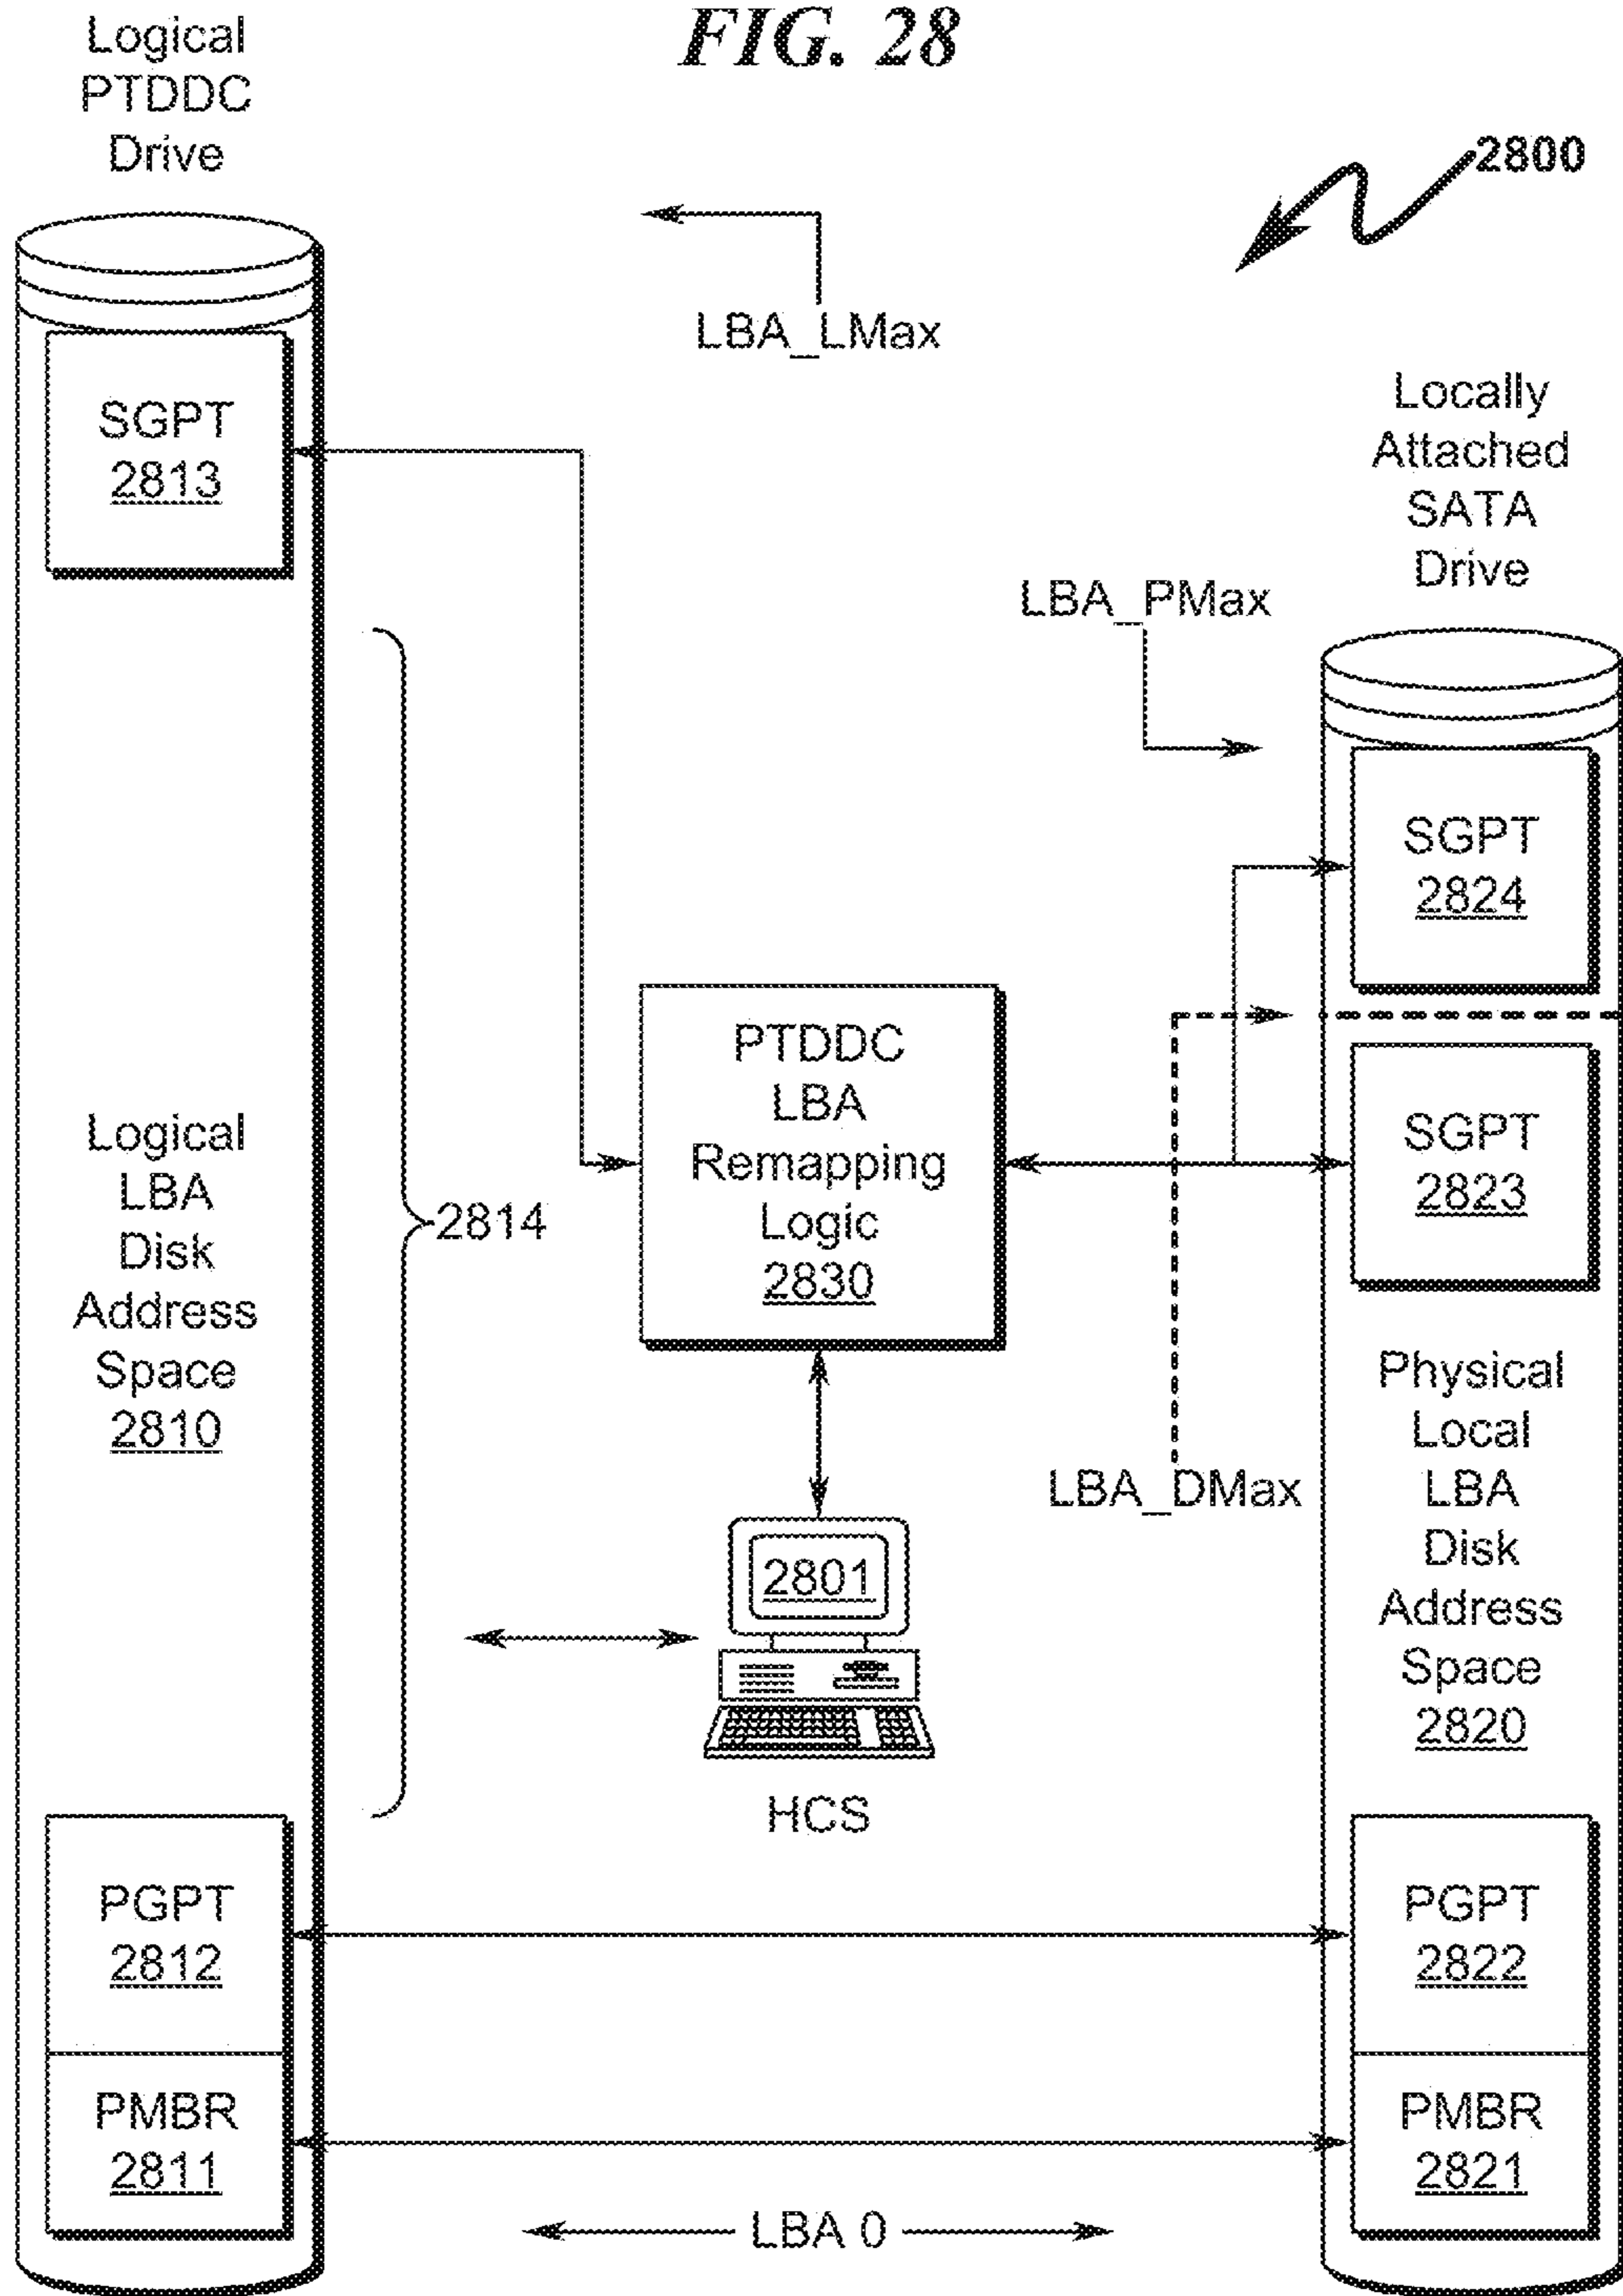 FIG. 28
Logical
PTDDC
Drive
2800
LBA_LMax
SGPT
2813
Locally
Attached
SATA
Drive
LBA_PMax
SGPT
2824
PTDDC
LBA
Remapping
Logic
2830
SGPT
2823
Logical
LBA
Disk
Address
Space
2810
2814
LBA_DMax
Physical
Local
LBA
Disk
Address
Space
2820
2801
HCS
PGPT
2812
PGPT
2822
PMBR
2811
PMBR
2821
LBA 0